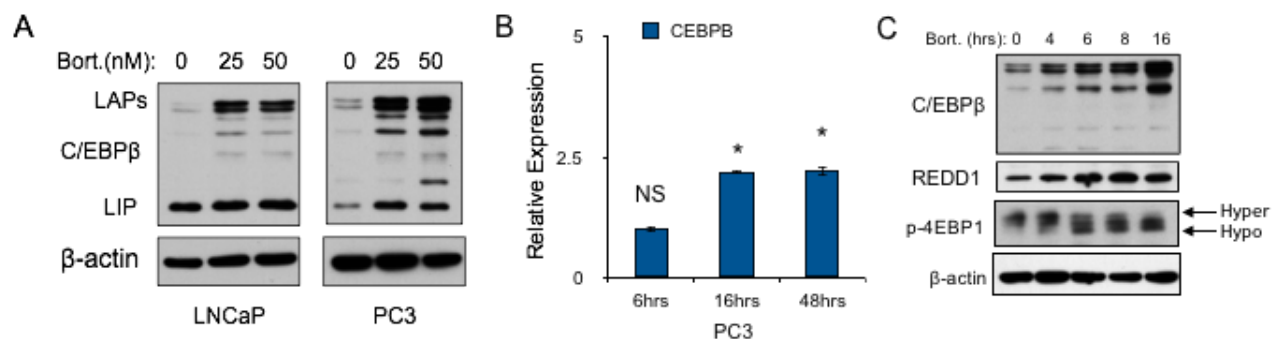 A
Bort.(nM): 0 25 50 0 25 50
LAPs
C/EBPβ
LIP
β-actin
LNCaP PC3
B
CEBPB
Relative Expression
5
2.5
0
NS
*
*
6hrs 16hrs 48hrs
PC3
C
Bort. (hrs): 0 4 6 8 16
C/EBPβ
REDD1
p-4EBP1
Hyper
Hypo
β-actin